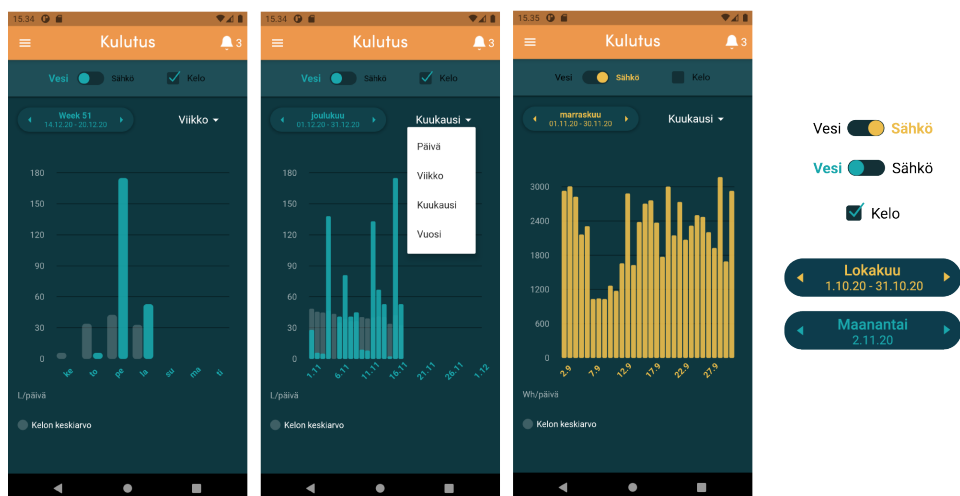 15.34
Kulutus
3
Vesi Sähkö Kelo
Week 51
14.12.20 - 20.12.20
Viikko
180
150
120
90
60
30
0
ke to pe la su ma ti
L/päivä
Kelon keskiarvo
15.34
Kulutus
3
Vesi Sähkö Kelo
joulukuu
01.12.20 - 31.12.20
Kuukausi
Päivä
Viikko
Kuukausi
Vuosi
180
150
120
90
60
30
0
1.11 6.11 11.11 16.11 21.11 26.11 1.12
L/päivä
Kelon keskiarvo
15.35
Kulutus
3
Vesi Sähkö Kelo
marraskuu
01.11.20 - 30.11.20
Kuukausi
3000
2400
1800
1200
600
0
2.9 7.9 12.9 17.9 22.9 27.9
Wh/päivä
Kelon keskiarvo
Vesi Sähkö
Vesi Sähkö
Kelo
Lokakuu
1.10.20 - 31.10.20
Maanantai
2.11.20